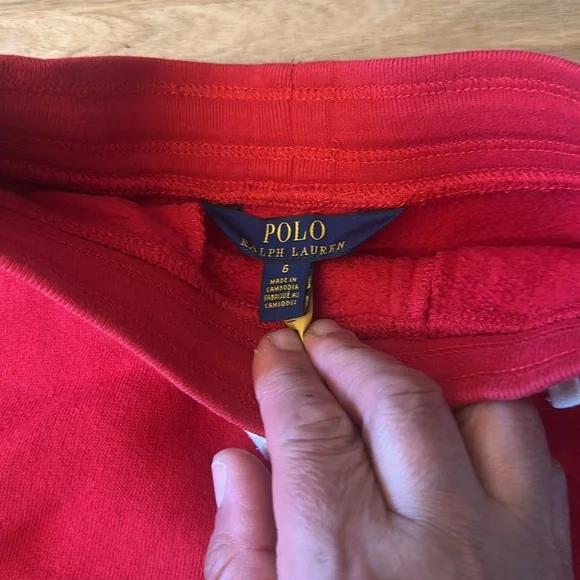 POLO
RALPH LAUREN
6
MADE IN
CAMBODIA
FABRIQUÉ AU
CAMBODGE